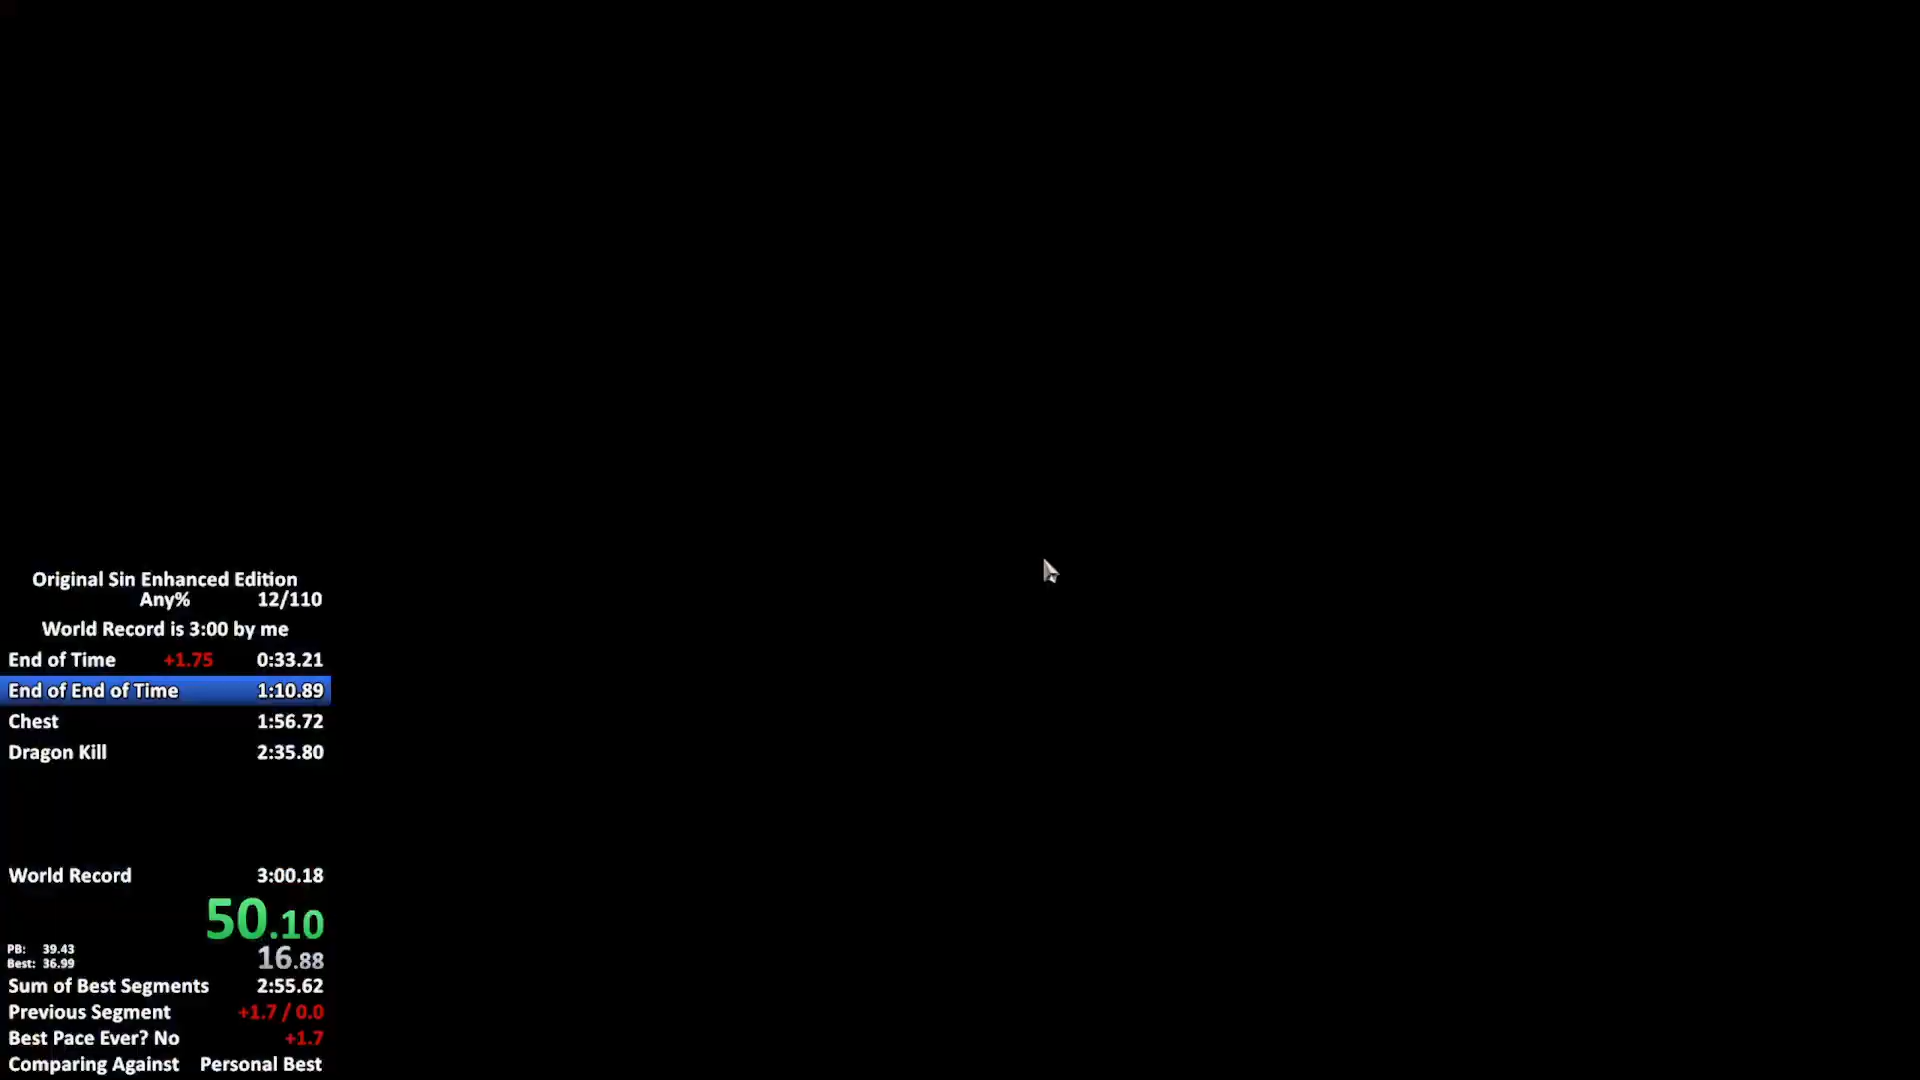 Original Sin Enhanced Edition
Any% 12/110
World Record is 3:00 by me
End of Time +1.75 0:33.21
End of End of Time 1:10.89
Chest 1:56.72
Dragon Kill 2:35.80
World Record 3:00.18
50.10
PB: 39.43
Best: 36.99
16.88
Sum of Best Segments 2:55.62
Previous Segment +1.7 / 0.0
Best Pace Ever? No +1.7
Comparing Against Personal Best